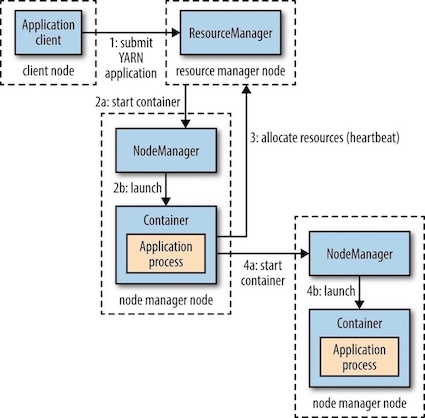 Application
client
client node
1: submit
YARN
application
ResourceManager
resource manager node
2a: start container
NodeManager
2b: launch
Container
Application
process
node manager node
3: allocate resources (heartbeat)
4a: start
container
NodeManager
4b: launch
Container
Application
process
node manager node